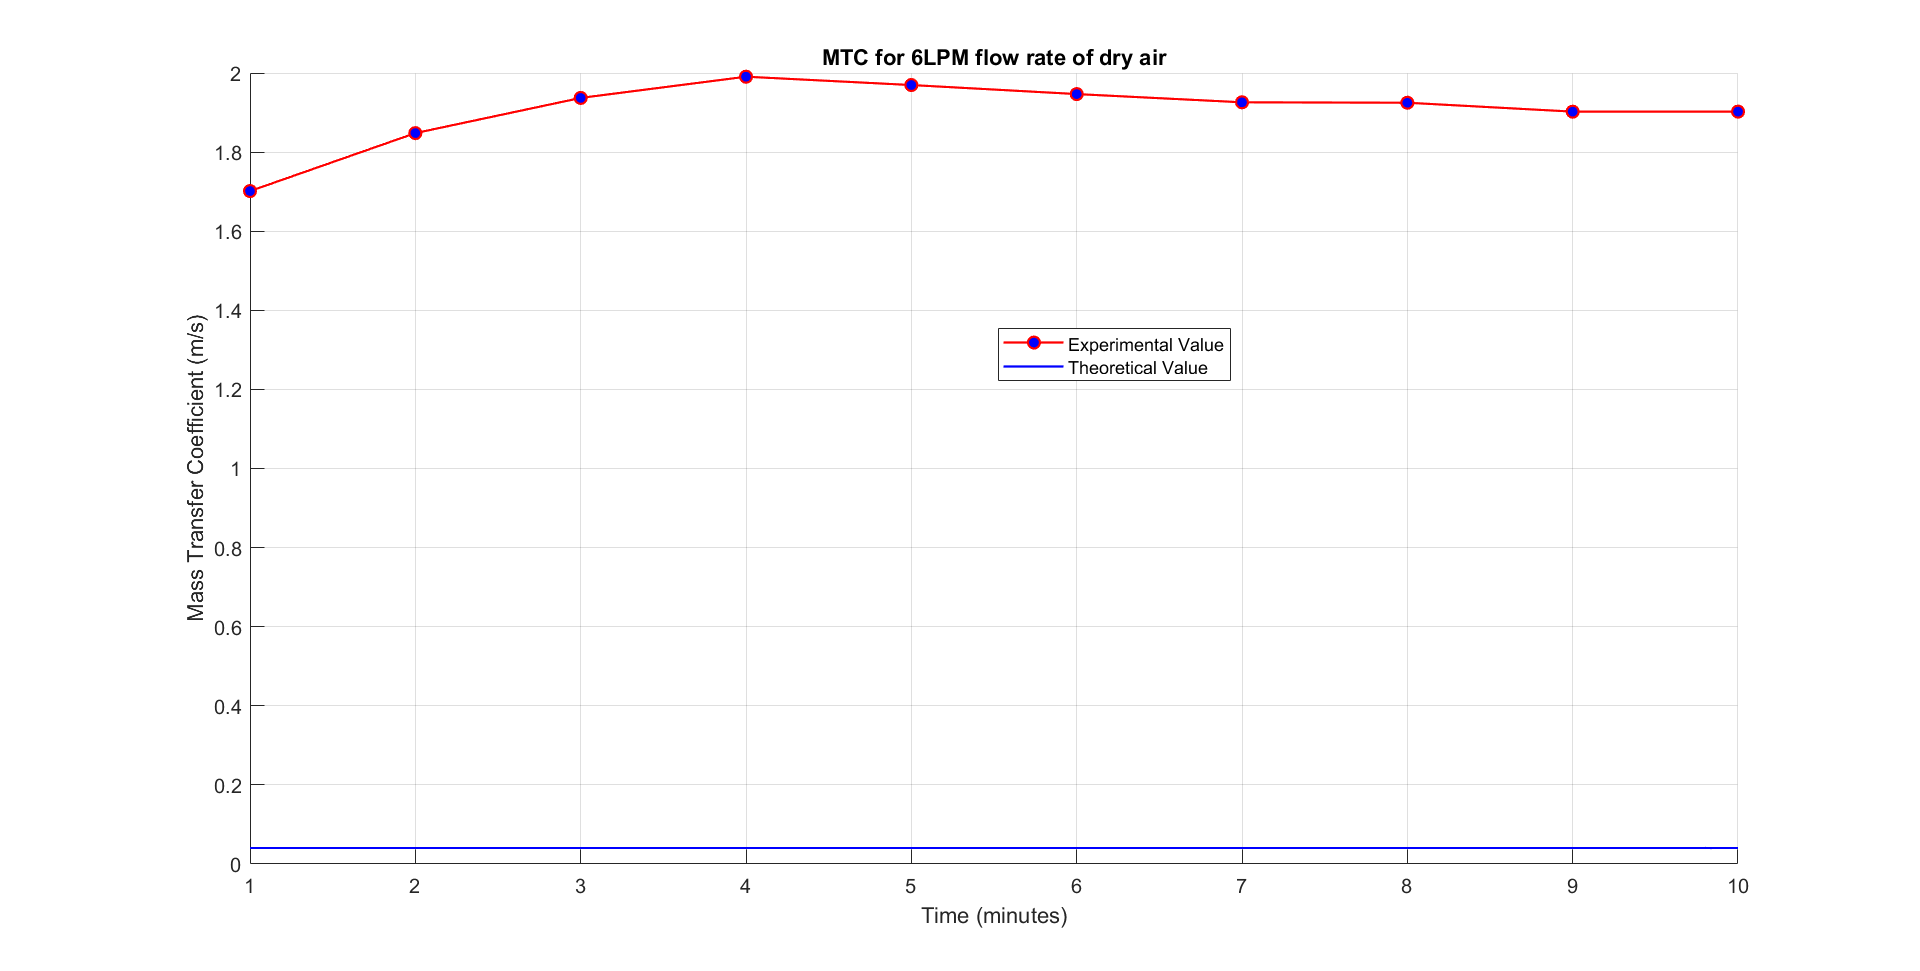 MTC for 6LPM flow rate of dry air
2
1.8
1.6
1.4
1.2
1
0.8
0.6
0.4
0.2
0
Mass Transfer Coefficient (m/s)
Experimental Value
Theoretical Value
1 2 3 4 5 6 7 8 9 10
Time (minutes)